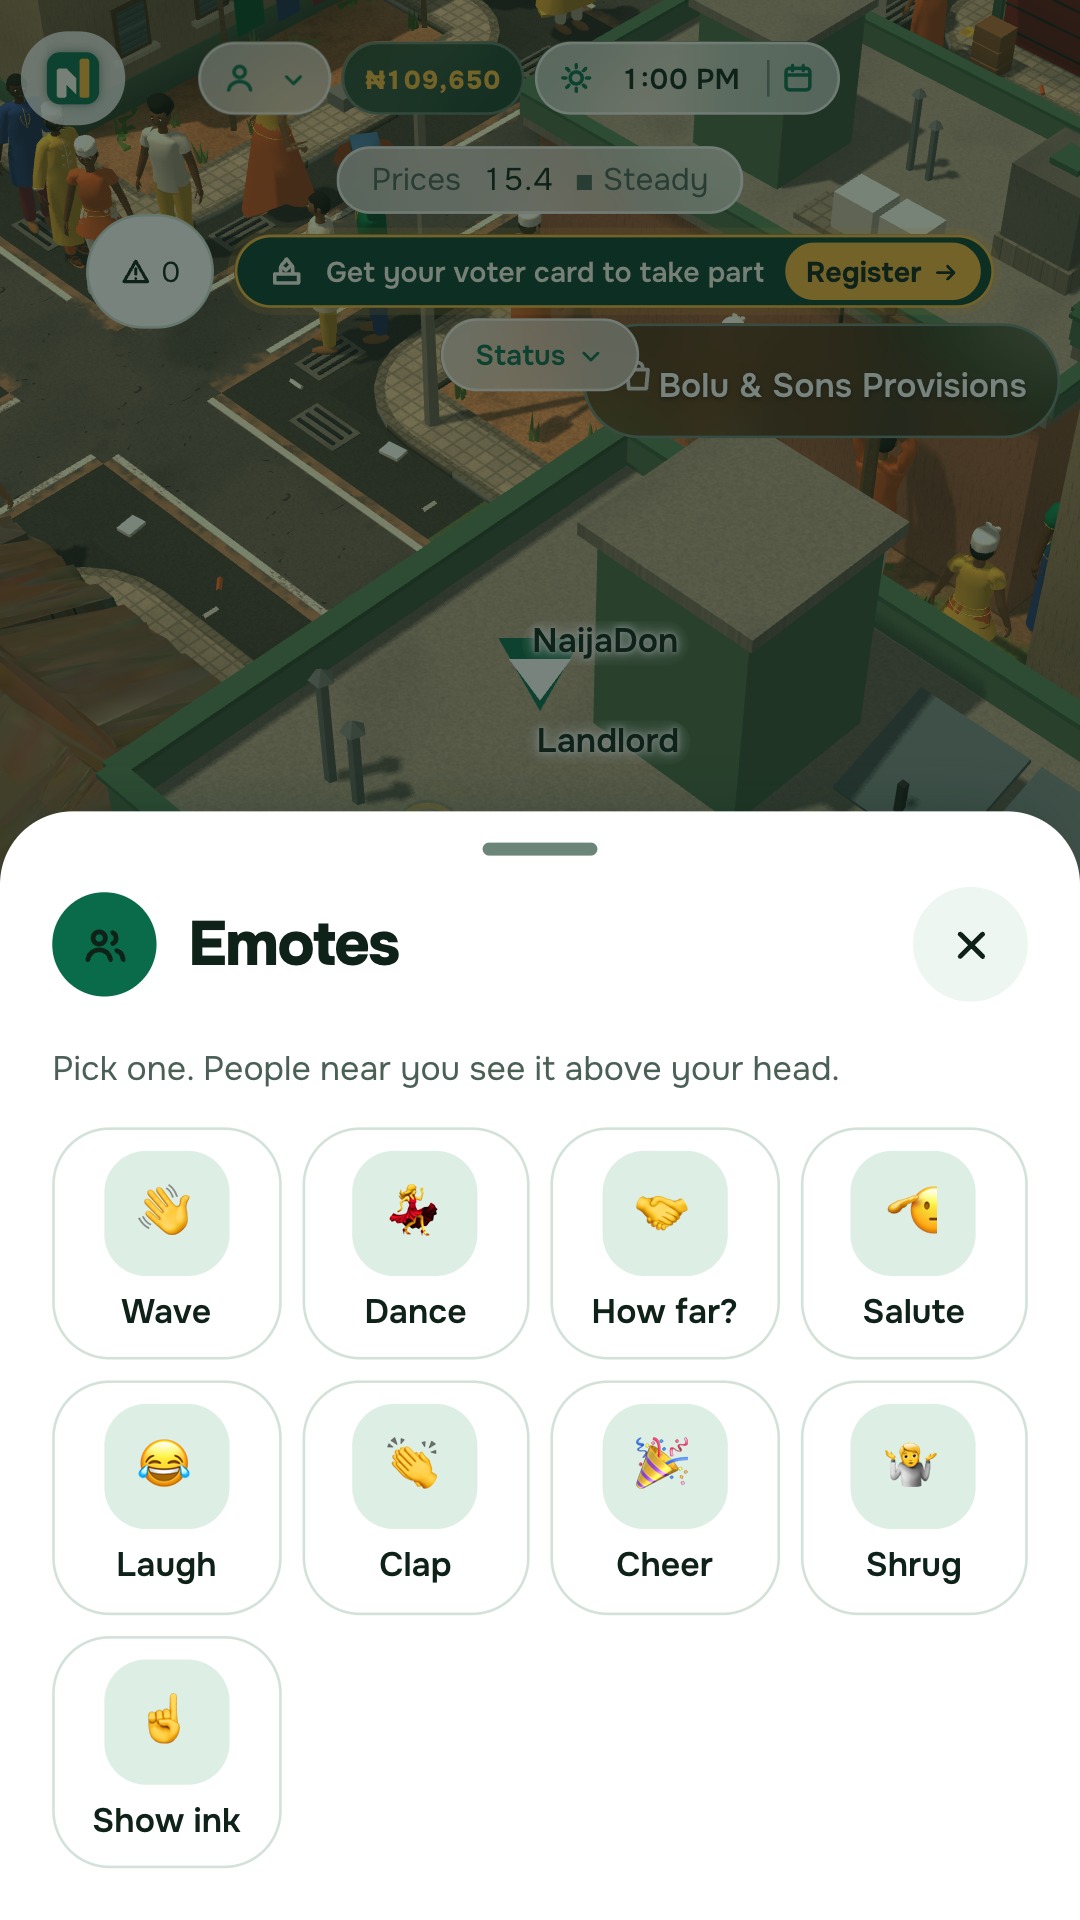 ₦109,650
1:00 PM
Prices 15.4 ■ Steady
0
Get your voter card to take part
Register →
Status
Bolu & Sons Provisions
NaijaDon
Landlord
Emotes
Pick one. People near you see it above your head.
Wave
Dance
How far?
Salute
Laugh
Clap
Cheer
Shrug
Show ink